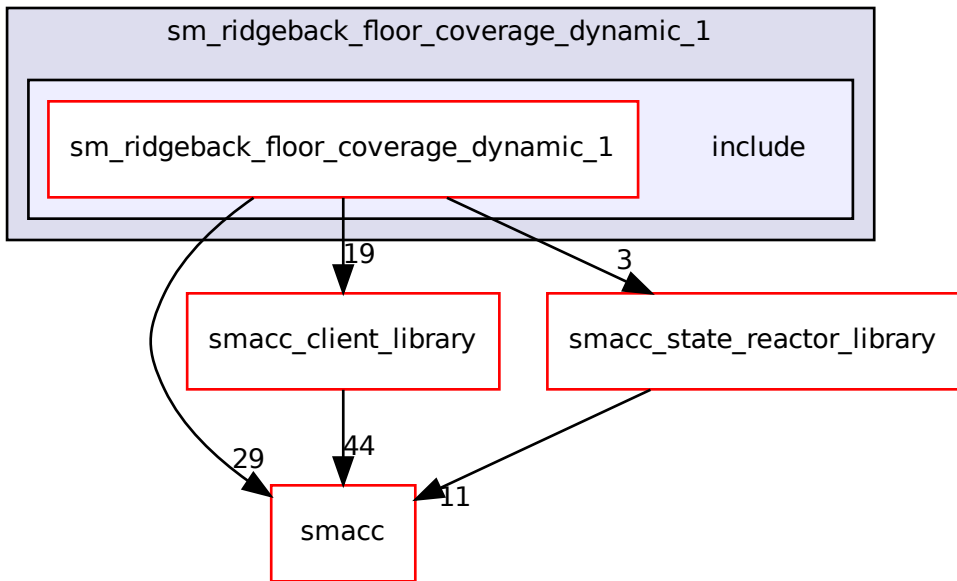 sm_ridgeback_floor_coverage_dynamic_1
sm_ridgeback_floor_coverage_dynamic_1
include
19
3
smacc_client_library
smacc_state_reactor_library
29
44
11
smacc